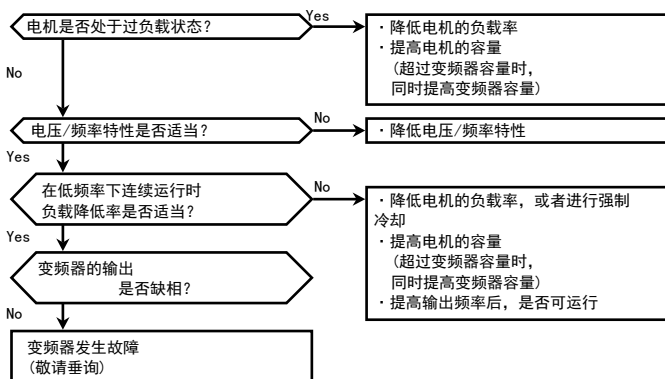 电机是否处于过负载状态?
Yes
·降低电机的负载率
·提高电机的容量
(超过变频器容量时,
同时提高变频器容量)
No
电压/频率特性是否适当?
No
·降低电压/频率特性
Yes
在低频率下连续运行时
负载降低率是否适当?
No
·降低电机的负载率，或者进行强制
冷却
·提高电机的容量
(超过变频器容量时,
同时提高变频器容量)
·提高输出频率后，是否可运行
Yes
变频器的输出
是否缺相?
No
变频器发生故障
(敬请垂询)